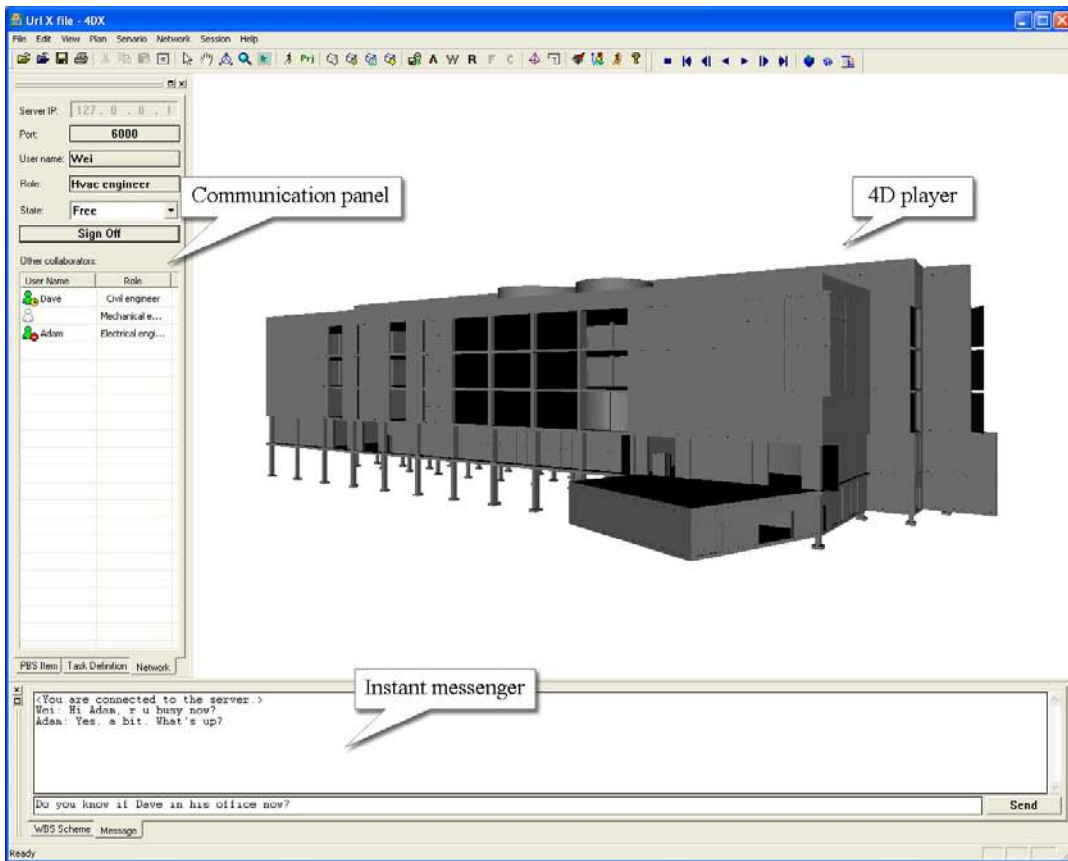 Url X file - 4DX
File Edit View Plan Senario Network Session Help
Prj A W R F C
Server IP: 127 . 0 . 0 . 1
Port: 6000
User name: Wei
Role: Hvac engineer
State: Free
Sign Off
Other collaborators:
User Name Role
Dave Civil engineer
Mechanical e...
Adam Electrical engi...
Communication panel
4D player
PBS Item Task Definition Network
Instant messenger
<You are connected to the server.>
Wei: Hi Adam, r u busy now?
Adam: Yes, a bit. What's up?
Do you know if Dave in his office now?
Send
WBS Scheme Message
Ready